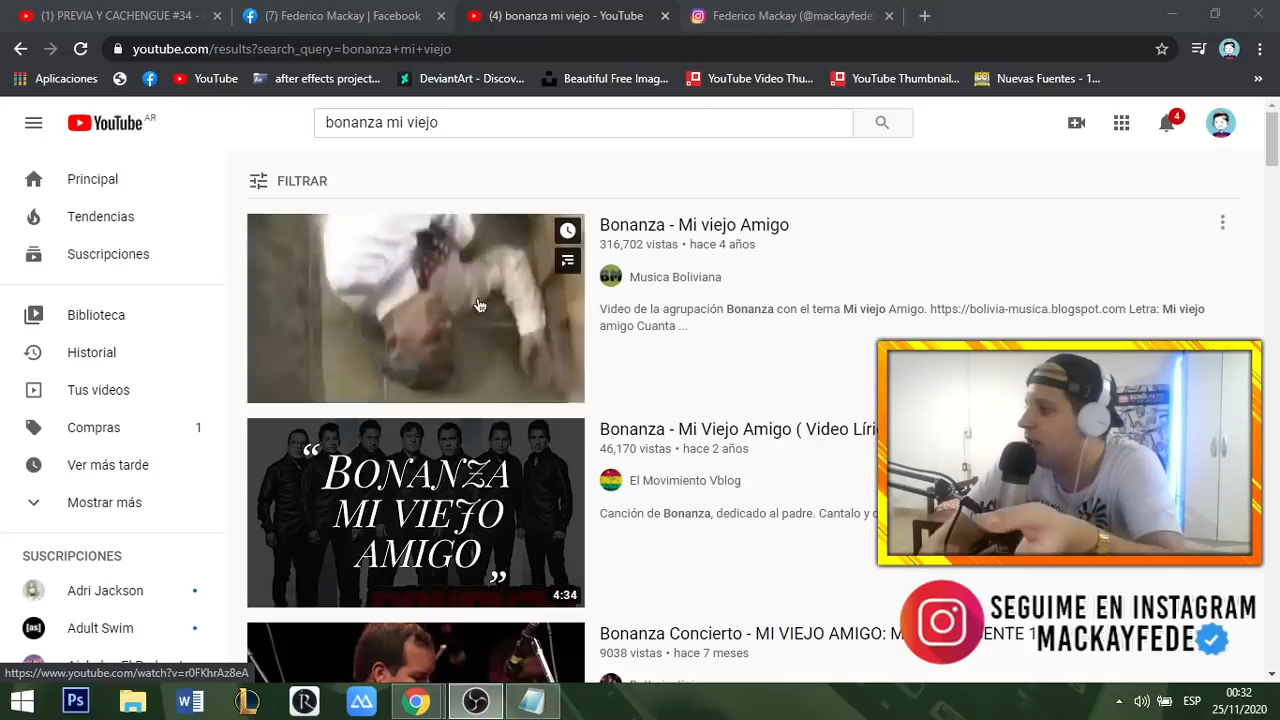 (1) PREVIA Y CACHENGUE #34 -
(7) Federico Mackay | Facebook
(4) bonanza mi viejo - YouTube
Federico Mackay (@mackayfede
youtube.com/results?search_query=bonanza+mi+viejo
Aplicaciones
YouTube
after effects project...
DeviantArt - Discov...
Beautiful Free Imag...
YouTube Video Thu...
YouTube Thumbnail...
Nuevas Fuentes - 1...
YouTube AR
bonanza mi viejo
4
Principal
Tendencias
Suscripciones
Biblioteca
Historial
Tus videos
Compras 1
Ver más tarde
Mostrar más
SUSCRIPCIONES
Adri Jackson
Adult Swim
https://www.youtube.com/watch?v=r0FKhrAz8eA
FILTRAR
Bonanza - Mi viejo Amigo
316,702 vistas • hace 4 años
Musica Boliviana
Video de la agrupación Bonanza con el tema Mi viejo Amigo. https://bolivia-musica.blogspot.com Letra: Mi viejo
amigo Cuanta ...
“ BONANZA
MI VIEJO
AMIGO ”
4:34
Bonanza - Mi Viejo Amigo ( Video Líri
46,170 vistas • hace 2 años
El Movimiento Vblog
Canción de Bonanza, dedicado al padre. Cantalo y
Bonanza Concierto - MI VIEJO AMIGO:
9038 vistas • hace 7 meses
SEGUIME EN INSTAGRAM
MACKAYFEDE
Ps
ESP
00:32
25/11/2020